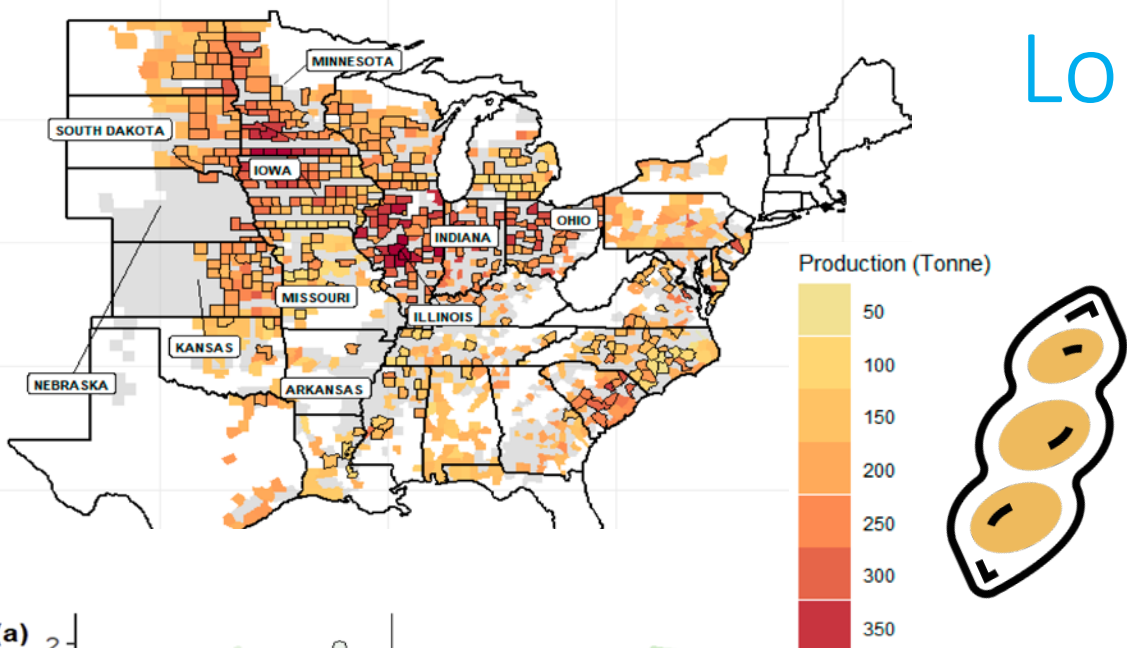 Lo
MINNESOTA
SOUTH DAKOTA
IOWA
OHIO
INDIANA
MISSOURI
ILLINOIS
KANSAS
NEBRASKA
ARKANSAS
Production (Tonne)
50
100
150
200
250
300
350
(a)
2